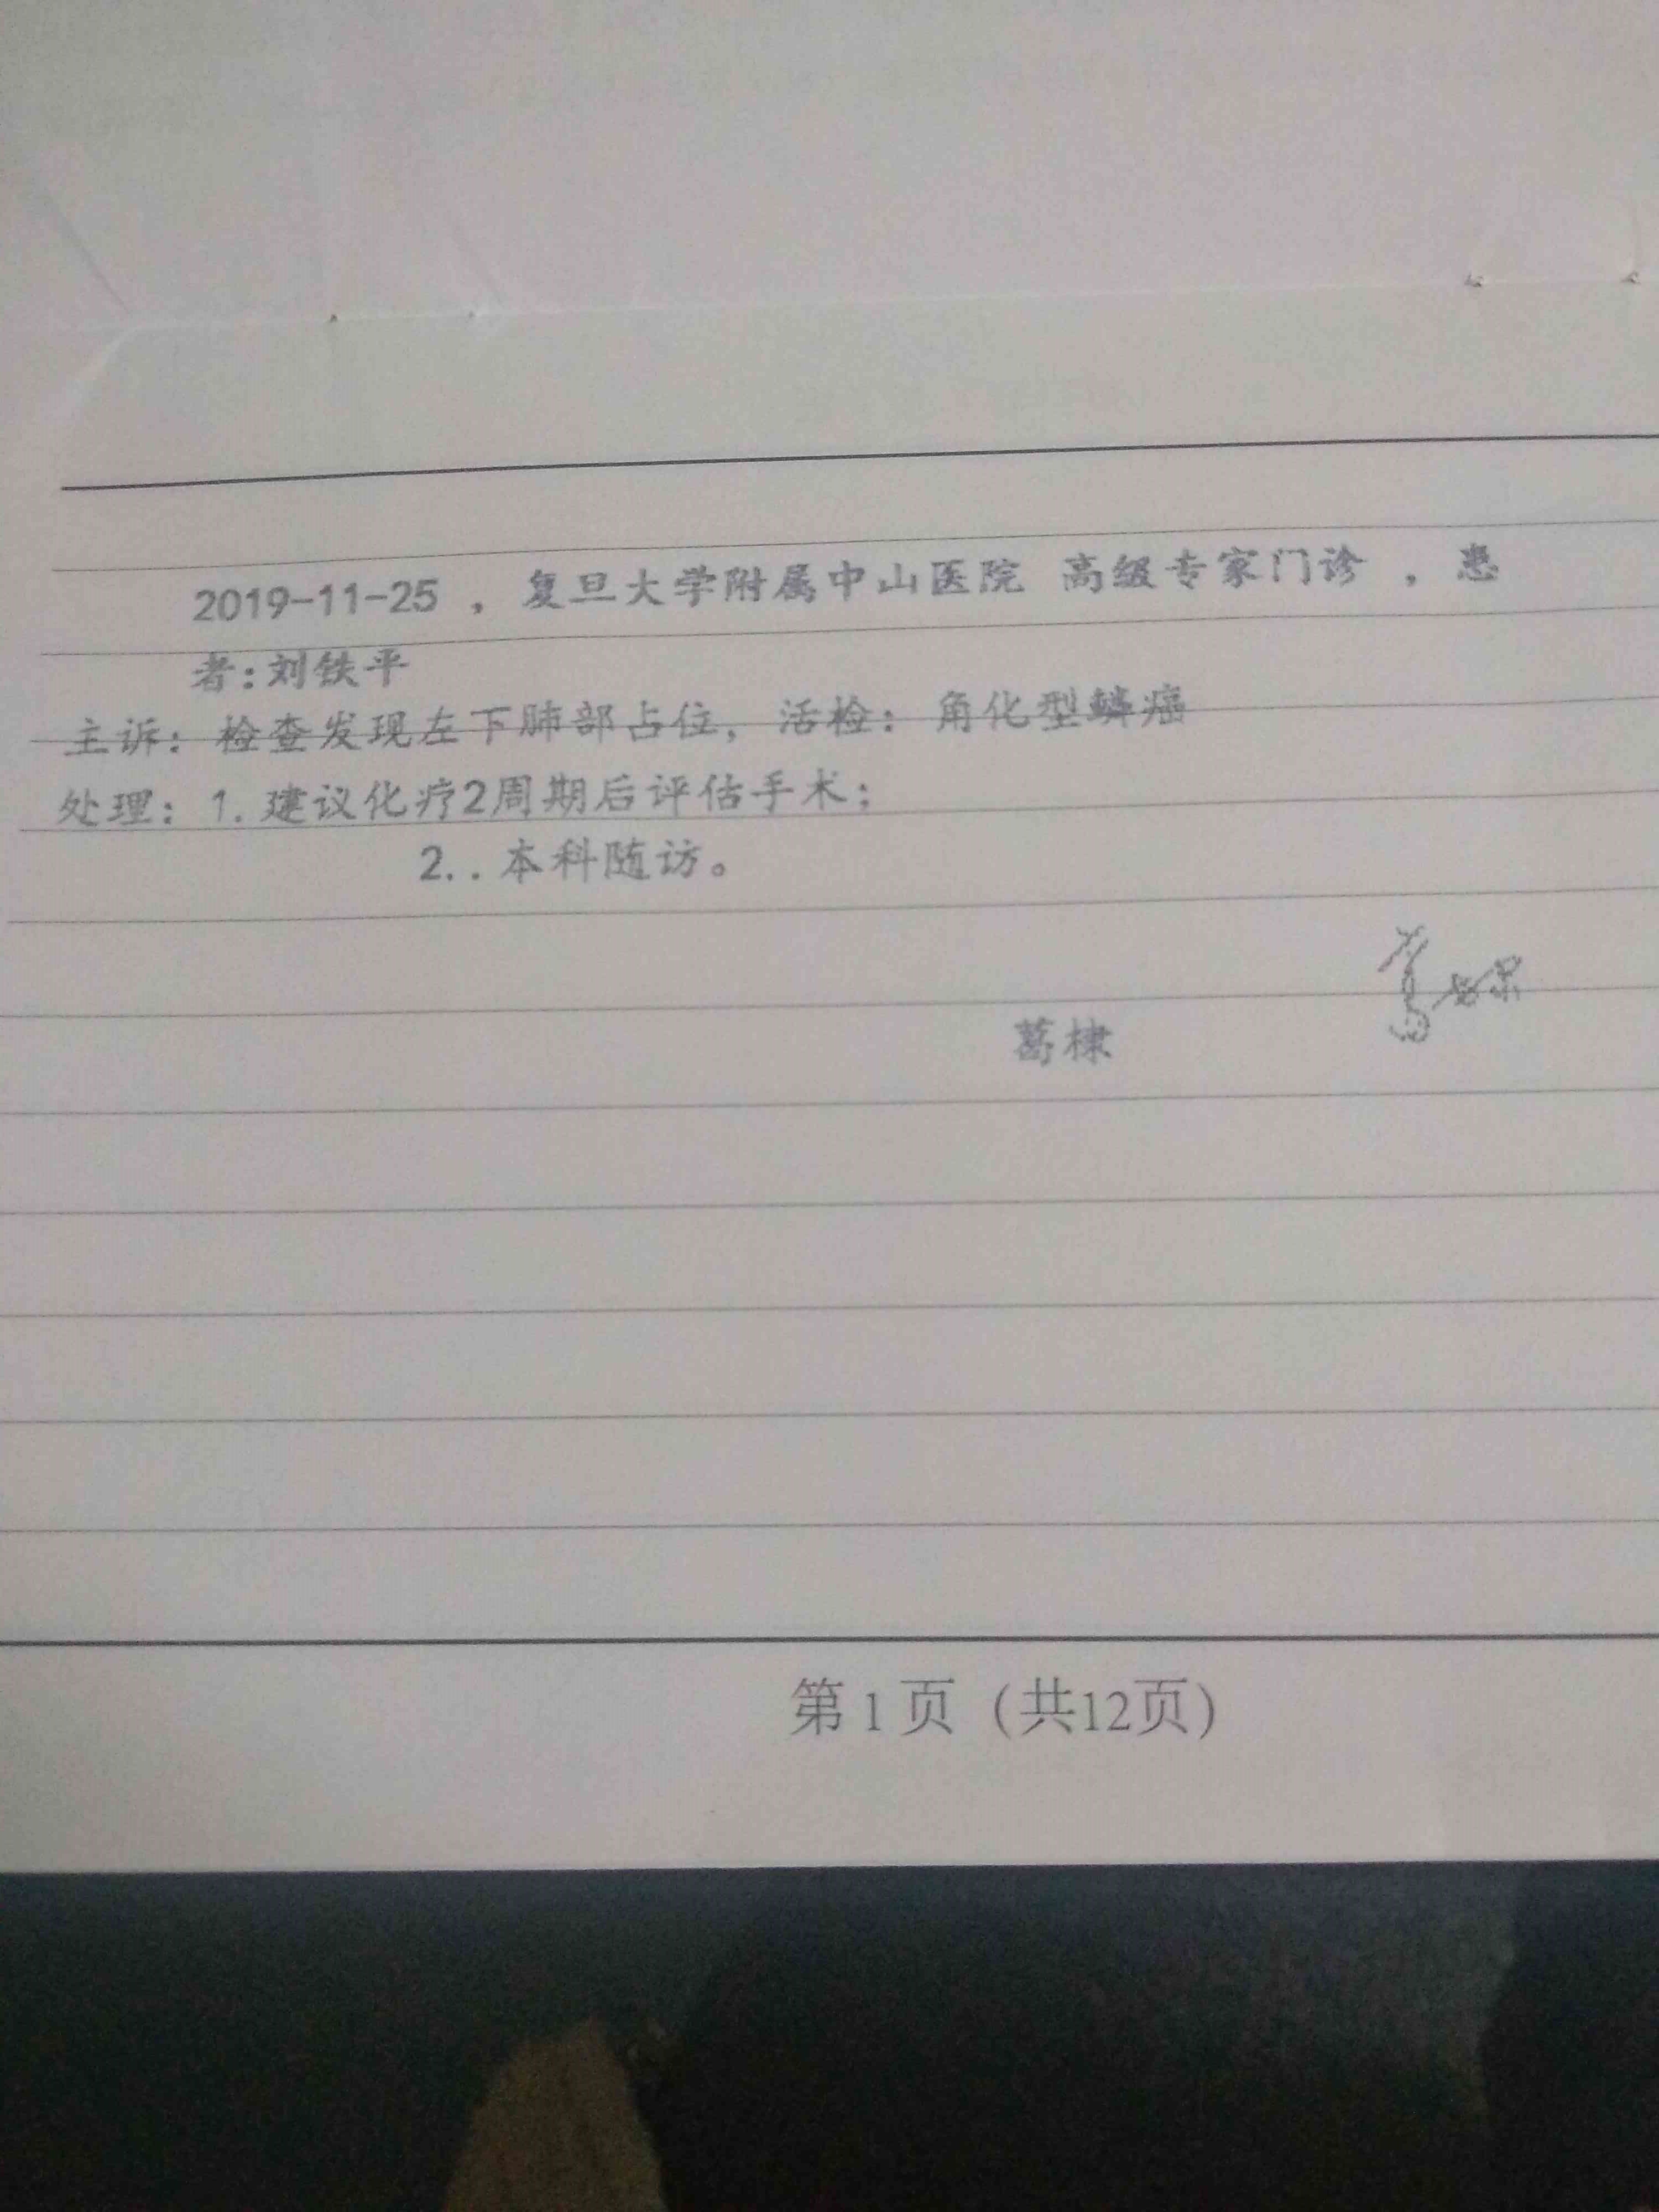 2019-11-25 ，复旦大学附属中山医院 高级专家门诊 ，患
者:刘铁平
主诉：检查发现左下肺部占位，活检：角化型鳞癌
处理：1. 建议化疗2周期后评估手术；
2. . 本科随访。
葛棣
第 1 页（共12页）